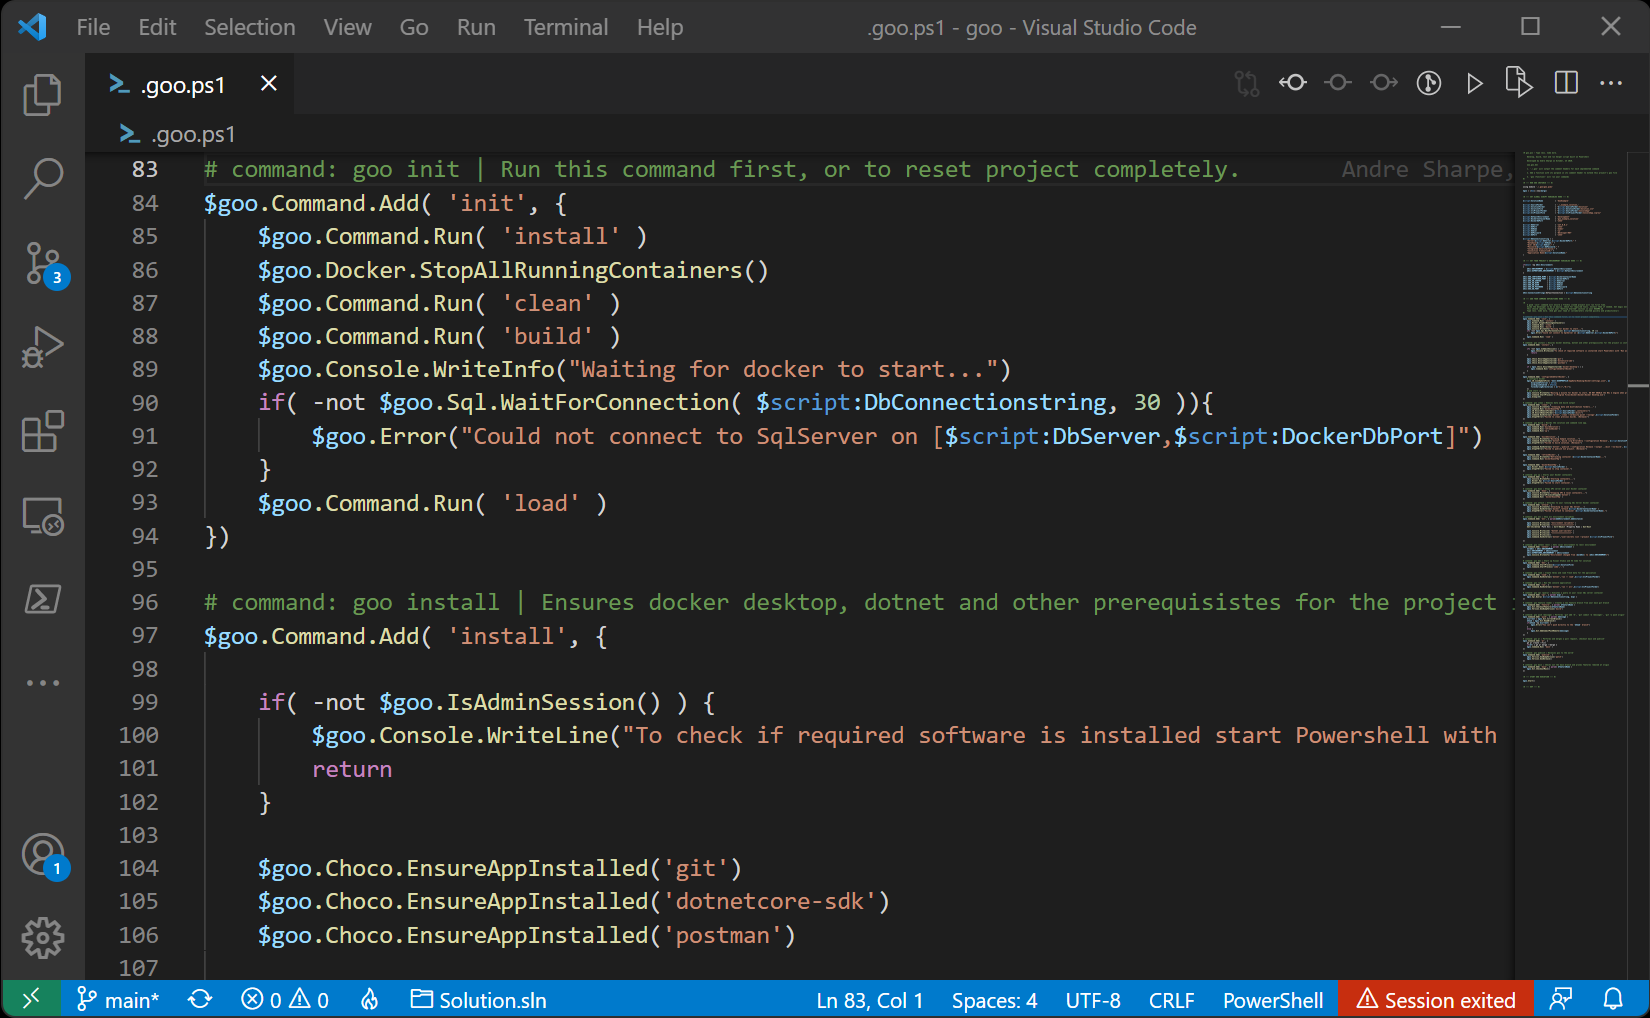 File Edit Selection View Go Run Terminal Help .goo.ps1 - goo - Visual Studio Code
.goo.ps1
.goo.ps1
83 # command: goo init | Run this command first, or to reset project completely. Andre Sharpe,
84 $goo.Command.Add( 'init', {
85 $goo.Command.Run( 'install' )
86 $goo.Docker.StopAllRunningContainers()
87 $goo.Command.Run( 'clean' )
88 $goo.Command.Run( 'build' )
89 $goo.Console.WriteInfo("Waiting for docker to start...")
90 if( -not $goo.Sql.WaitForConnection( $script:DbConnectionstring, 30 )){
91 $goo.Error("Could not connect to SqlServer on [$script:DbServer,$script:DockerDbPort]")
92 }
93 $goo.Command.Run( 'load' )
94 })
95
96 # command: goo install | Ensures docker desktop, dotnet and other prerequisistes for the project
97 $goo.Command.Add( 'install', {
98
99 if( -not $goo.IsAdminSession() ) {
100 $goo.Console.WriteLine("To check if required software is installed start Powershell with
101 return
102 }
103
104 $goo.Choco.EnsureAppInstalled('git')
105 $goo.Choco.EnsureAppInstalled('dotnetcore-sdk')
106 $goo.Choco.EnsureAppInstalled('postman')
107
3
1
main* 0 0 Solution.sln Ln 83, Col 1 Spaces: 4 UTF-8 CRLF PowerShell Session exited